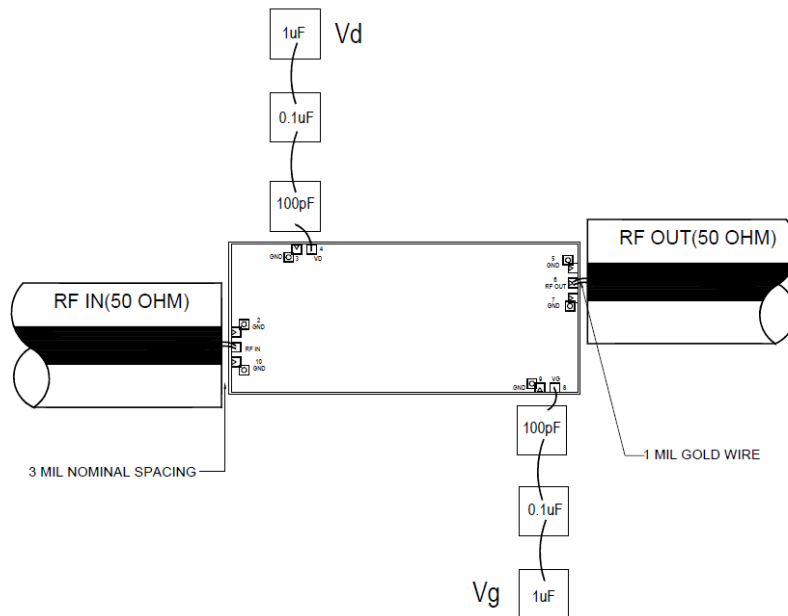 1uF
Vd
0.1uF
100pF
RF OUT(50 OHM)
GND
3
4
VD
5
GND
6
RF OUT
7
GND
RF IN(50 OHM)
2
GND
RF IN
10
GND
GND
9
VG
8
100pF
3 MIL NOMINAL SPACING
1 MIL GOLD WIRE
0.1uF
Vg
1uF